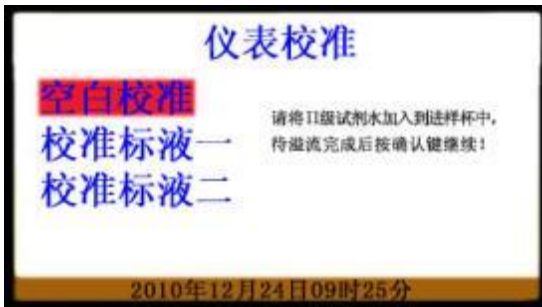 仪表校准
空白校准
校准标液一
校准标液二
请将II级试剂水加入到进样杯中，
待溢流完成后按确认键继续！
2010年12月24日09时25分